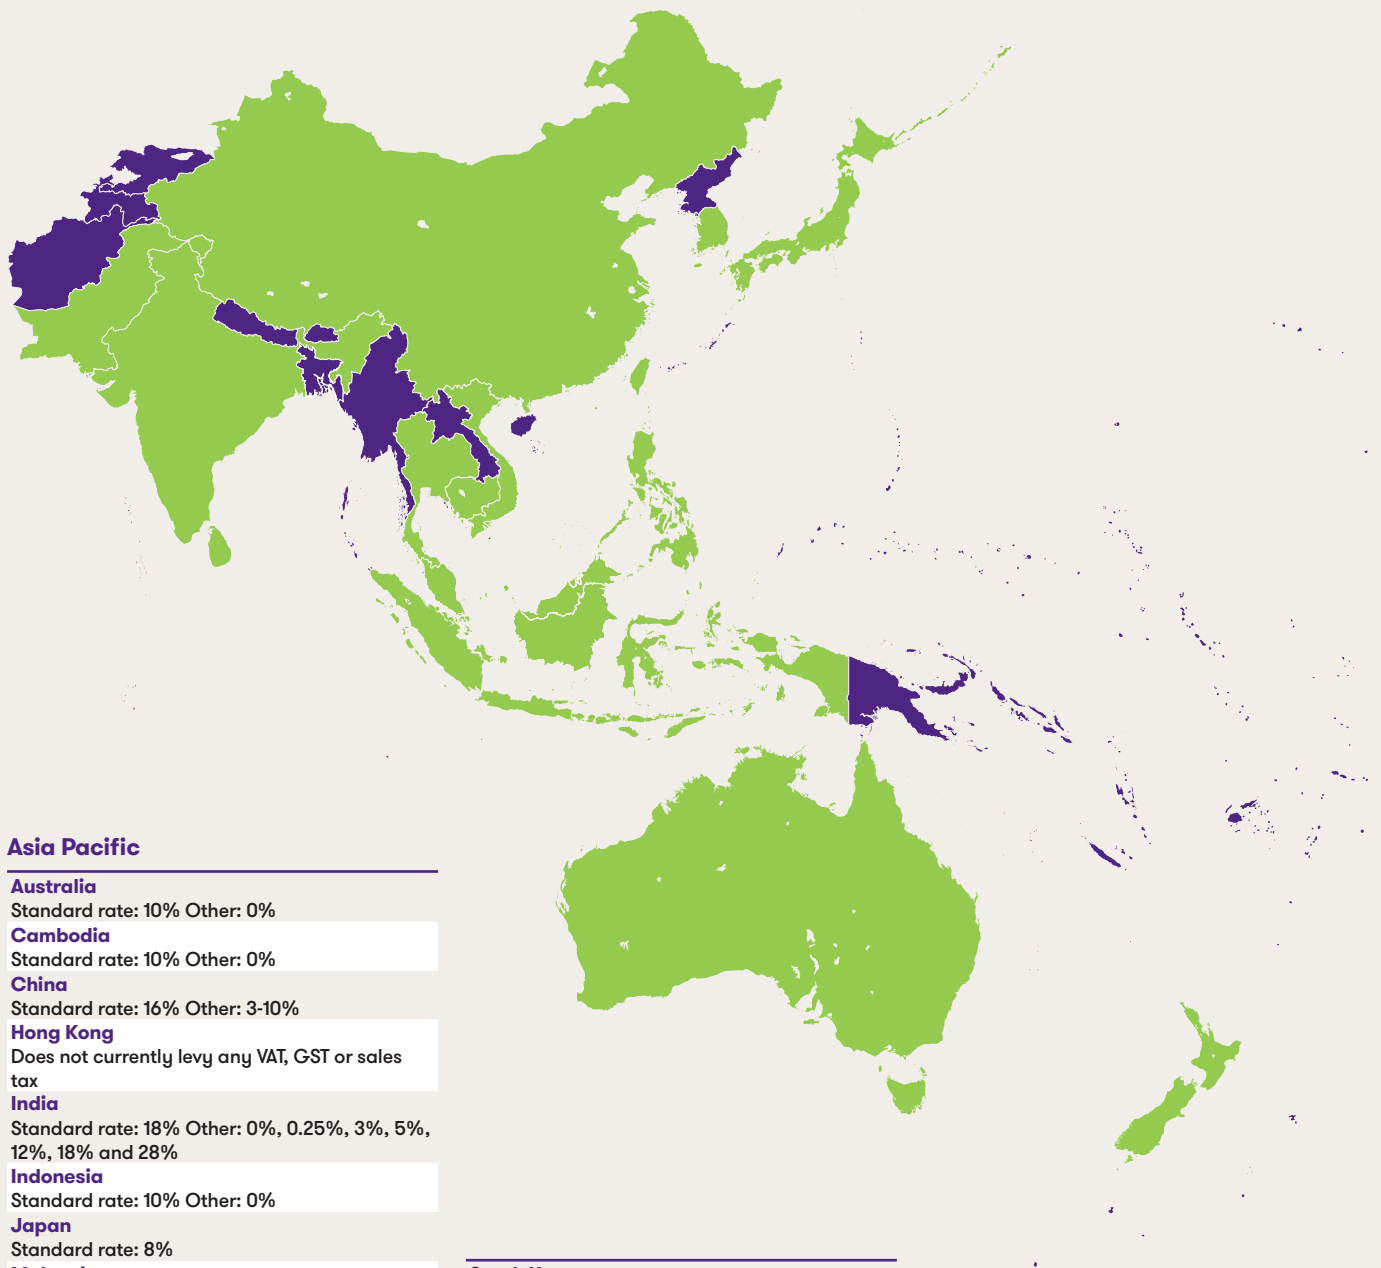 Asia Pacific
Australia
Standard rate: 10% Other: 0%
Cambodia
Standard rate: 10% Other: 0%
China
Standard rate: 16% Other: 3-10%
Hong Kong
Does not currently levy any VAT, GST or sales
tax
India
Standard rate: 18% Other: 0%, 0.25%, 3%, 5%,
12%, 18% and 28%
Indonesia
Standard rate: 10% Other: 0%
Japan
Standard rate: 8%